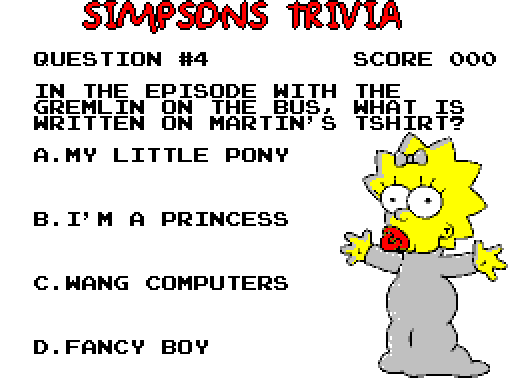 SIMPSONS TRIVIA
QUESTION #4 SCORE 000
IN THE EPISODE WITH THE
GREMLIN ON THE BUS, WHAT IS
WRITTEN ON MARTIN'S TSHIRT?
A.MY LITTLE PONY
B.I'M A PRINCESS
C.WANG COMPUTERS
D.FANCY BOY